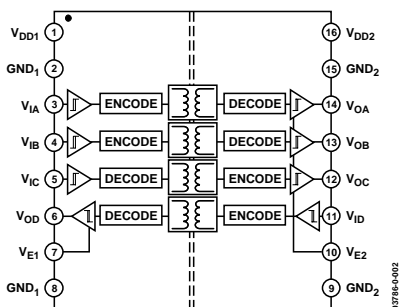 VDD1 1 16 VDD2
GND1 2 15 GND2
VIA 3 ENCODE DECODE 14 VOA
VIB 4 ENCODE DECODE 13 VOB
VIC 5 ENCODE DECODE 12 VOC
VOD 6 DECODE ENCODE 11 VID
VE1 7 10 VE2
GND1 8 9 GND2
03786-0-002